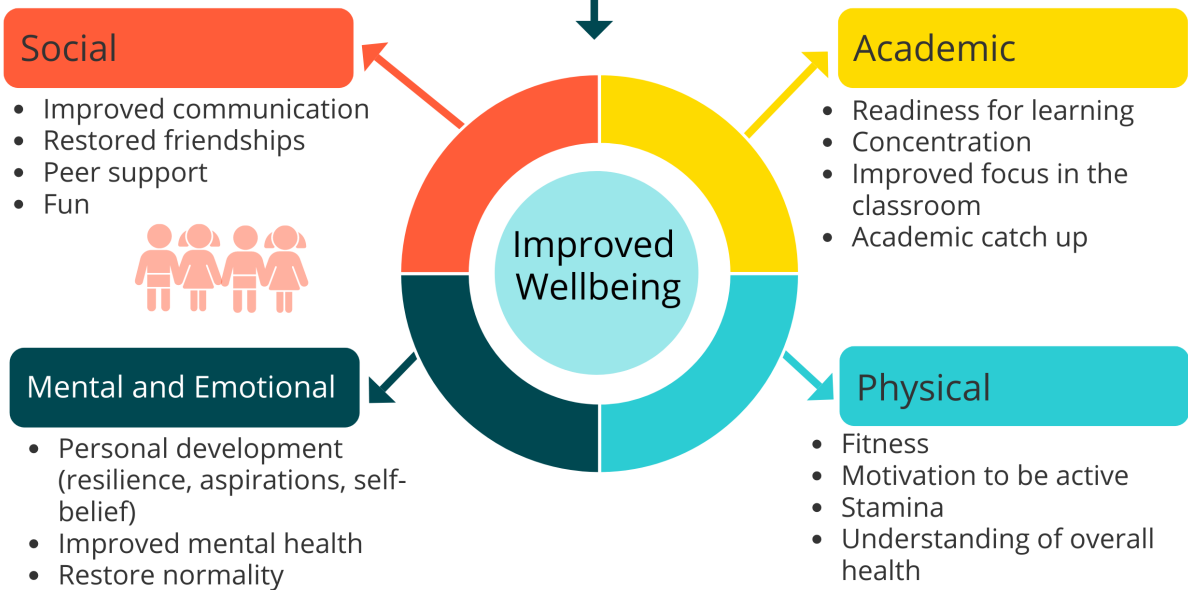 Social
• Improved communication
• Restored friendships
• Peer support
• Fun
Academic
• Readiness for learning
• Concentration
• Improved focus in the
classroom
• Academic catch up
Improved
Wellbeing
Mental and Emotional
• Personal development
(resilience, aspirations, self-
belief)
• Improved mental health
• Restore normality
Physical
• Fitness
• Motivation to be active
• Stamina
• Understanding of overall
health